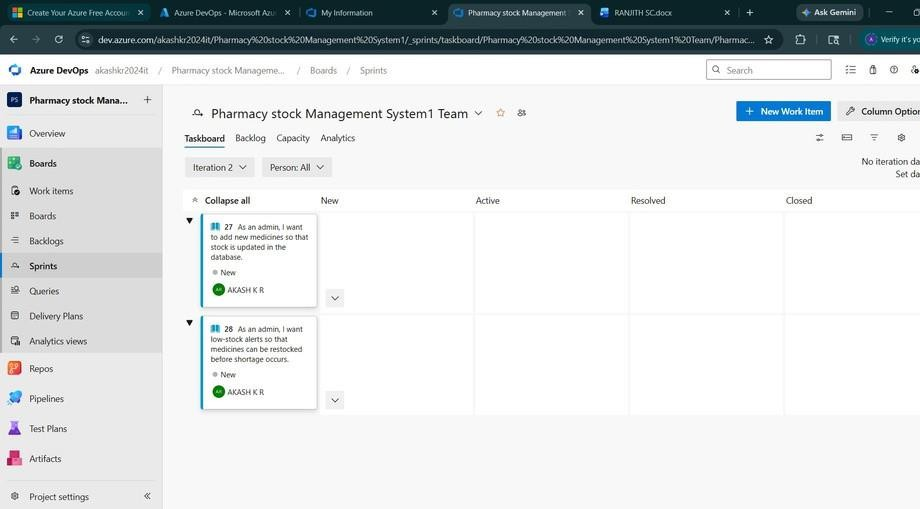 Create Your Azure Free Accoun
Azure DevOps - Microsoft Azu
My Information
Pharmacy stock Management
RANJITH SC.docx
Ask Gemini
dev.azure.com/akashkr2024it/Pharmacy%20stock%20Management%20System1/_sprints/taskboard/Pharmacy%20stock%20Management%20System1%20Team/Pharmac...
Verify it's yo
Azure DevOps
akashkr2024it
/
Pharmacy stock Manageme...
/
Boards
/
Sprints
Search
PS
Pharmacy stock Mana...
Overview
Boards
Work items
Boards
Backlogs
Sprints
Queries
Delivery Plans
Analytics views
Repos
Pipelines
Test Plans
Artifacts
Project settings
Pharmacy stock Management System1 Team
New Work Item
Column Option
Taskboard
Backlog
Capacity
Analytics
Iteration 2
Person: All
No iteration da
Set da
Collapse all
New
Active
Resolved
Closed
27 As an admin, I want
to add new medicines so that
stock is updated in the
database.
New
AR AKASH K R
28 As an admin, I want
low-stock alerts so that
medicines can be restocked
before shortage occurs.
New
AR AKASH K R